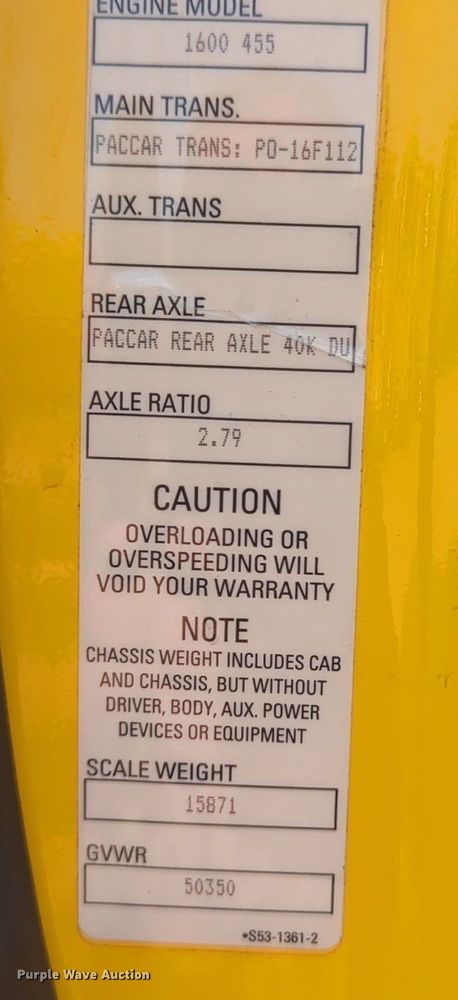 ENGINE MODEL
1600 455
MAIN TRANS.
PACCAR TRANS: PO-16F112
AUX. TRANS
REAR AXLE
PACCAR REAR AXLE 40K DU
AXLE RATIO
2.79
CAUTION
OVERLOADING OR
OVERSPEEDING WILL
VOID YOUR WARRANTY
NOTE
CHASSIS WEIGHT INCLUDES CAB
AND CHASSIS, BUT WITHOUT
DRIVER, BODY, AUX. POWER
DEVICES OR EQUIPMENT
SCALE WEIGHT
15871
GVWR
50350
*S53-1361-2
Purple Wave Auction